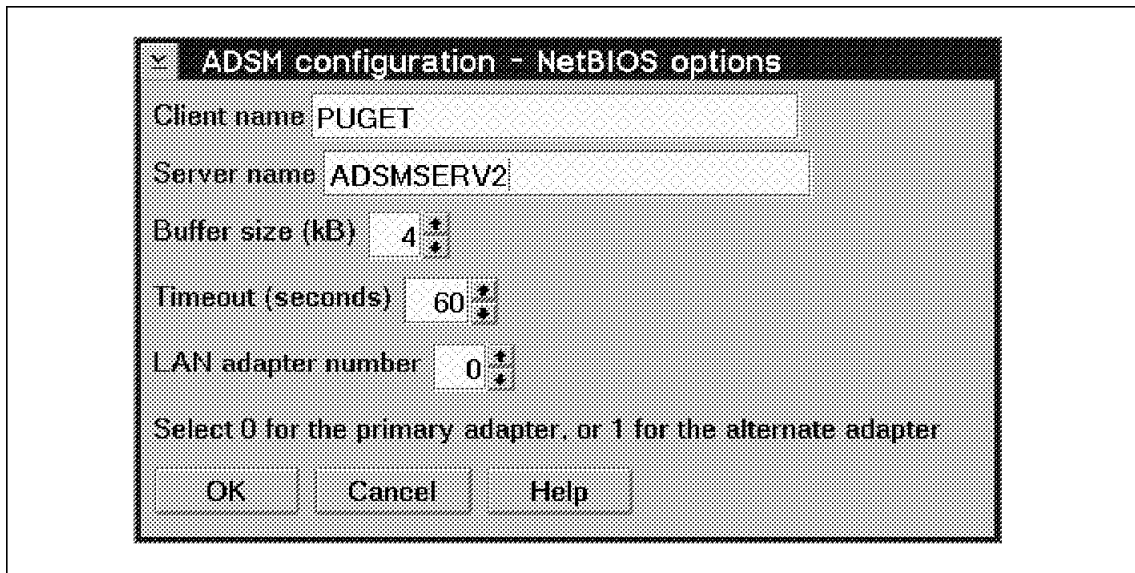 ADSM configuration - NetBIOS options
Client name PUGET
Server name ADSMSERV2
Buffer size (kB) 4
Timeout (seconds) 60
LAN adapter number 0
Select 0 for the primary adapter, or 1 for the alternate adapter
OK Cancel Help